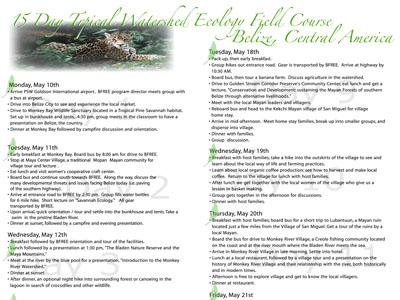 15 Day Topical Watershed Ecology Field Course
Belize, Central America
Monday, May 10th
• Arrive PGW Goldson International airport. BFREE program director meets group with
a bus at airport.
• Drive into Belize City to see and experience the local market.
• Drive to Monkey Bay Wildlife Sanctuary located in a Tropical Pine Savannah habitat.
Set up in bunkhouse and tents, 4:30 pm, group meets in the classroom to have a
presentation on Belize, the country.
• Dinner at Monkey Bay followed by campfire discussion and orientation.
Tuesday, May 11th
• Early breakfast at Monkey Bay. Board bus by 8:00 am for drive to BFREE.
• Stop at Maya Center Village, a traditional Mopan Mayan community for
village tour and lecture.
• Eat lunch and visit women's cooperative craft center.
• Board bus and continue south towards BFREE. Along the way discuss the
many developmental threats and issues facing Belize today (i.e. paving
of the southern highway).
• Arrive at entrance road to BFREE by 2:30 pm. Group fills water bottles
for 6 mile hike. Short lecture on "Savannah Ecology." All gear
transported by BFREE.
• Upon arrival, quick orientation / tour and settle into the bunkhouse and tents. Take a
swim in the pristine Bladen River.
• Dinner at sunset, followed by a campfire and evening presentation.
Wednesday, May 12th
• Breakfast followed by BFREE orientation and tour of the facilities.
• Lunch followed by a presentation at 1:30 pm, "The Bladen Nature Reserve and the
Maya Mountains."
• Meet at the river by the blue pool for a presentation, "Introduction to the Monkey
River Watershed."
• Dinner at sunset.
• After dinner, an optional night hike into surrounding forest or canoeing in the
lagoon in search of crocodiles and other wildlife.
Tuesday, May 18th
• Pack up, then early breakfast.
• Group hikes out entrance road. Gear is transported by BFREE. Arrive at highway by
10:30 AM.
• Board bus, then tour a banana farm. Discuss agriculture in the watershed.
• Drive to Golden Stream Corridor Preserve's Community Center, eat lunch and get a
lecture, "Conservation and Development sustaining the Mayan Forests of southern
Belize through alternative livelihoods."
• Meet with the local Mayan leaders and villagers.
• Reboard bus and head to the Kekchi Mayan village of San Miguel for village
home stay.
• Arrive in mid afternoon. Meet home stay families, break up into smaller groups, and
disperse into village.
• Dinner with families.
• Discussion.
Wednesday, May 19th
• Breakfast with host families; take a hike into the outskirts of the village to see and
learn about the local way of life and farming practices.
• Learn about local organic coffee production; see how to harvest and make local
coffee. Return to the village for lunch with host families.
• After lunch we get together with the local women of the village who give us a
lesson in basket making.
• Group gets together in the afternoon for discussions.
• Dinner with families.
Thursday, May 20th
• Breakfast with host families; board bus for a short trip to Lubantuun, a Mayan ruin
located just a few miles from the Village of San Miguel. Get a tour of the ruins by a
local Mayan.
• Board the bus for drive to Monkey River Village, a Creole fishing community located
on the coast and at the river mouth where the Bladen River meets the sea.
• Arrive in Monkey River Village in late morning. Settle into hotel.
• Lunch at a local restaurant, followed by a village tour and a presentation on the
history of Monkey River Village and their relationship with the river, both historically
and in modern times.
• Afternoon is free to explore village and get to know the local villagers.
• Dinner at restaurant.
Friday, May 21st